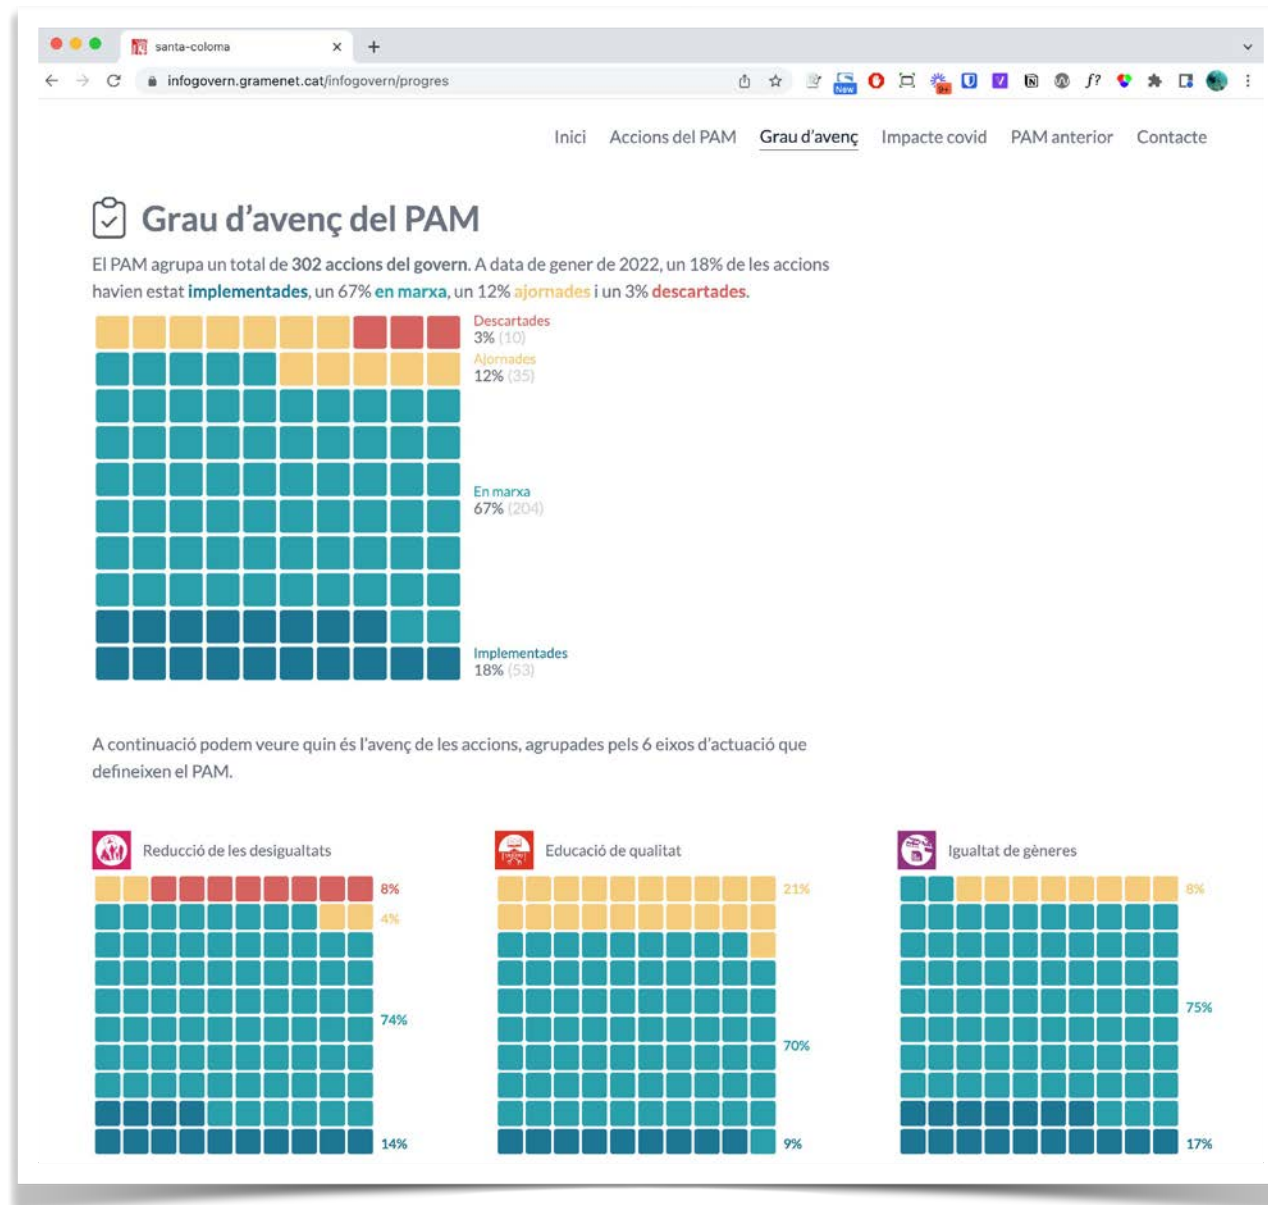 santa-coloma
infogovern.gramenet.cat/infogovern/progres
New
9+
f?
Inici Accions del PAM Grau d'avenç Impacte covid PAM anterior Contacte
Grau d'avenç del PAM
El PAM agrupa un total de 302 accions del govern. A data de gener de 2022, un 18% de les accions
havien estat implementades, un 67% en marxa, un 12% ajornades i un 3% descartades.
Descartades
3% (10)
Ajornades
12% (35)
En marxa
67% (204)
Implementades
18% (53)
A continuació podem veure quin és l'avenç de les accions, agrupades pels 6 eixos d'actuació que
defineixen el PAM.
Reducció de les desigualtats
8%
4%
74%
14%
Educació de qualitat
21%
70%
9%
Igualtat de gèneres
8%
75%
17%